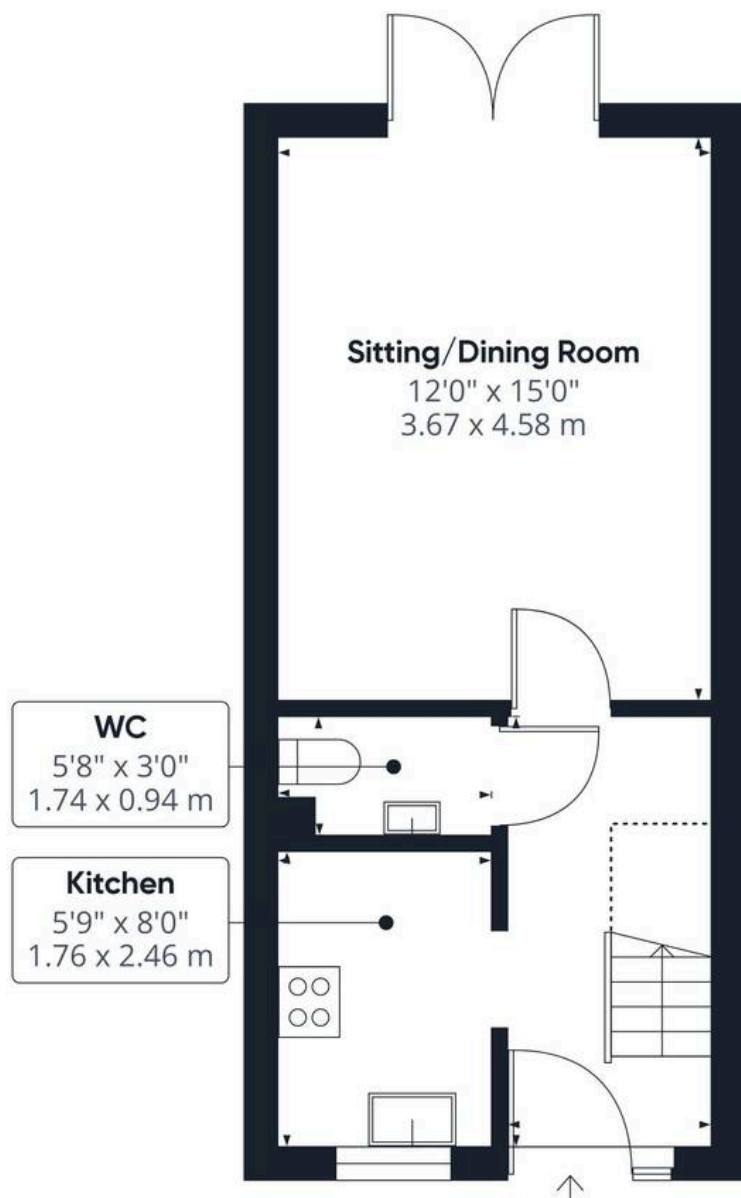 Sitting/Dining Room
12'0" x 15'0"
3.67 x 4.58 m
WC
5'8" x 3'0"
1.74 x 0.94 m
Kitchen
5'9" x 8'0"
1.76 x 2.46 m